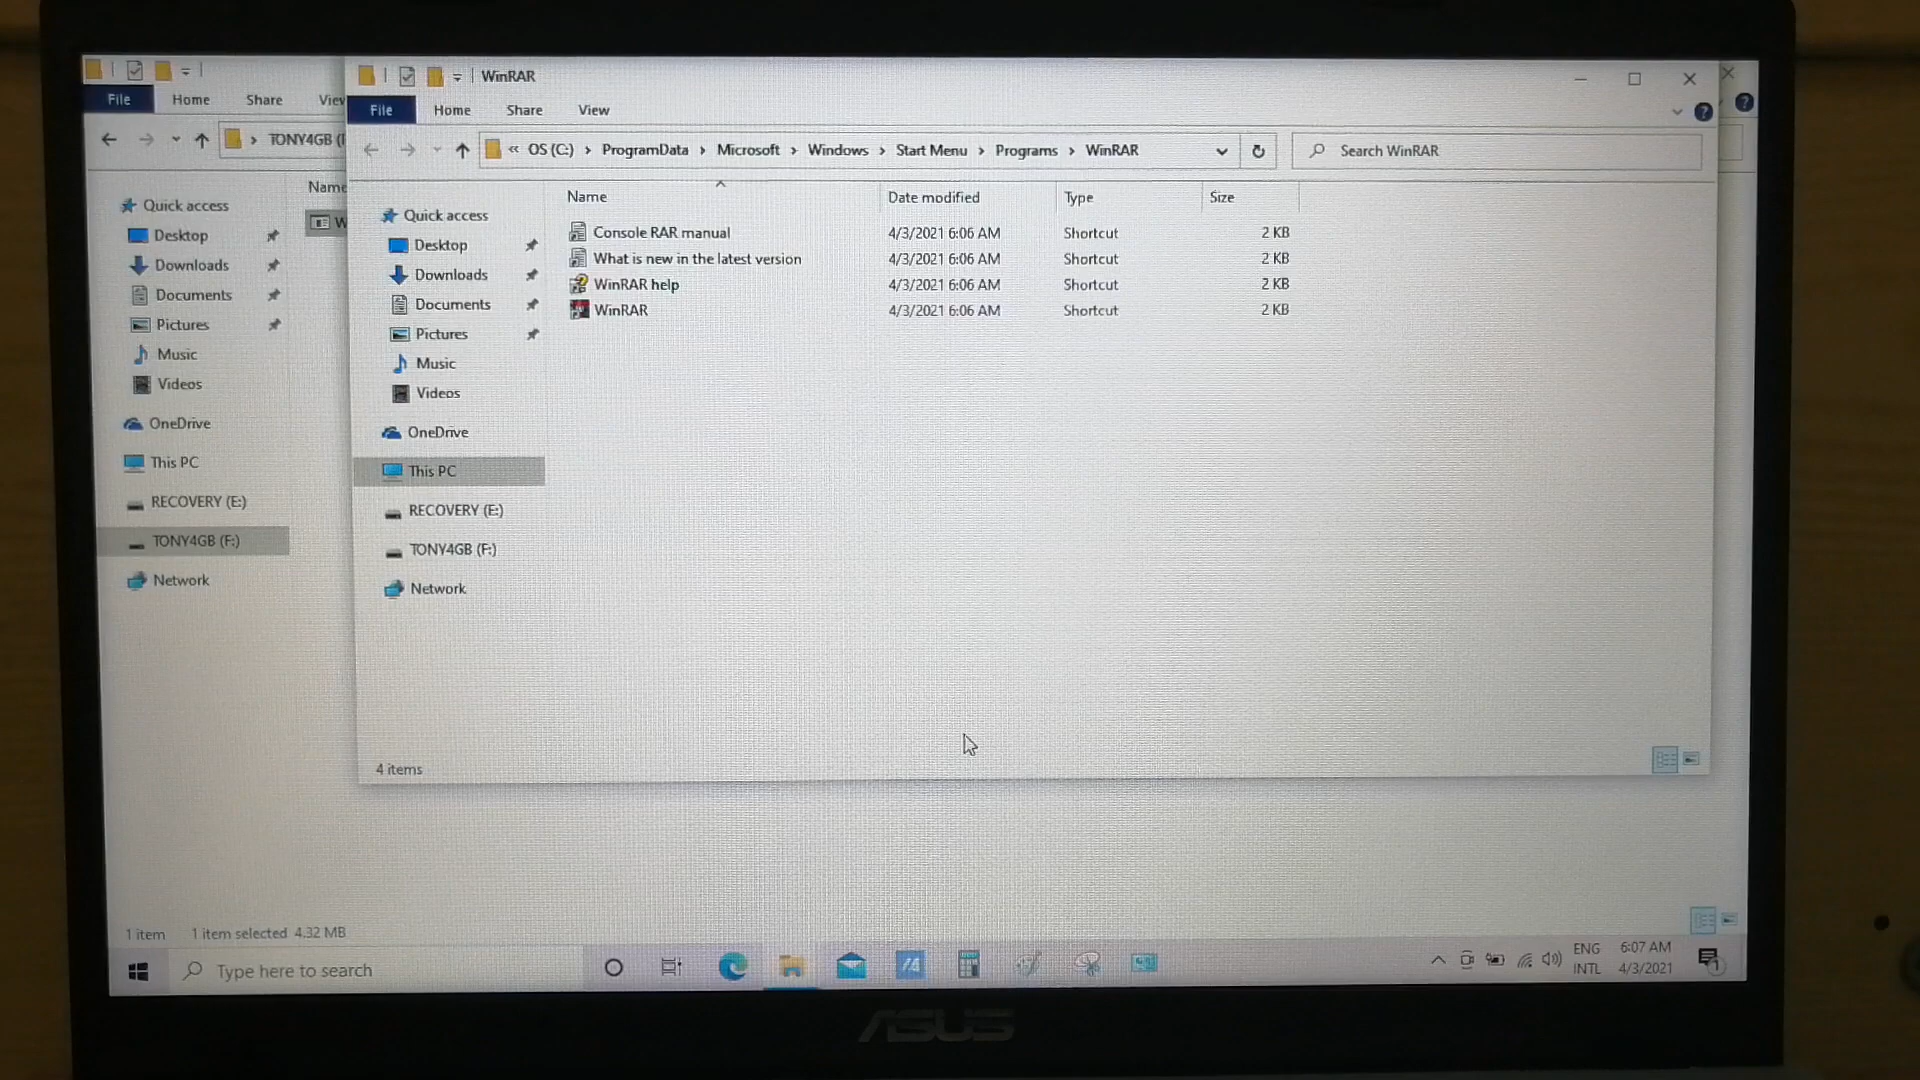 WinRAR
File Home Share View
OS (C:) ProgramData Microsoft Windows Start Menu Programs WinRAR
Search WinRAR
Name Date modified Type Size
Console RAR manual 4/3/2021 6:06 AM Shortcut 2 KB
What is new in the latest version 4/3/2021 6:06 AM Shortcut 2 KB
WinRAR help 4/3/2021 6:06 AM Shortcut 2 KB
WinRAR 4/3/2021 6:06 AM Shortcut 2 KB
Quick access
Desktop
Downloads
Documents
Pictures
Music
Videos
OneDrive
This PC
RECOVERY (E:)
TONY4GB (F:)
Network
4 items
File Home Share View
TONY4GB (
Name
W
Quick access
Desktop
Downloads
Documents
Pictures
Music
Videos
OneDrive
This PC
RECOVERY (E:)
TONY4GB (F:)
Network
1 item 1 item selected 4.32 MB
Type here to search
ENG
INTL
6:07 AM
4/3/2021
1
ASUS